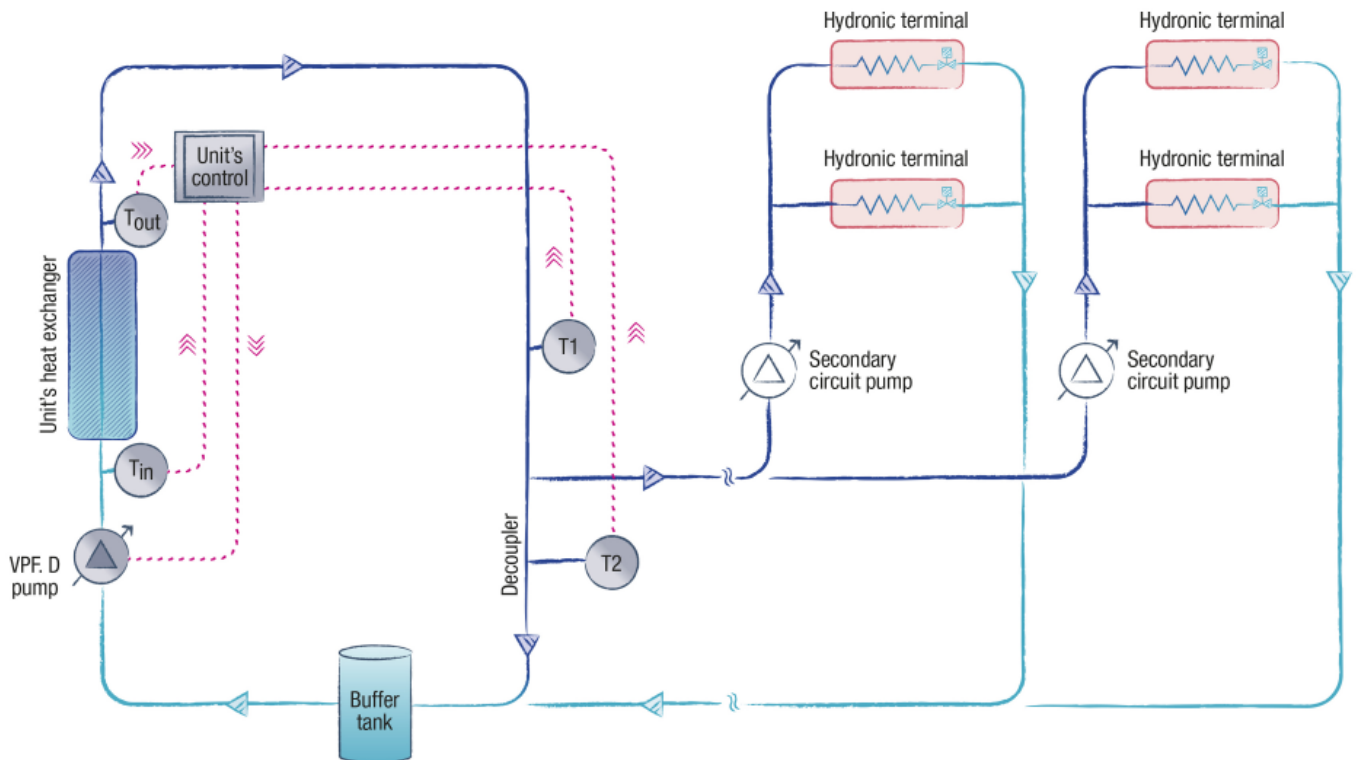 Hydronic terminal
Hydronic terminal
Unit's
control
Hydronic terminal
Hydronic terminal
Tout
Unit's heat exchanger
T1
Secondary
circuit pump
Secondary
circuit pump
Tin
Decoupler
VPF. D
pump
T2
Buffer
tank